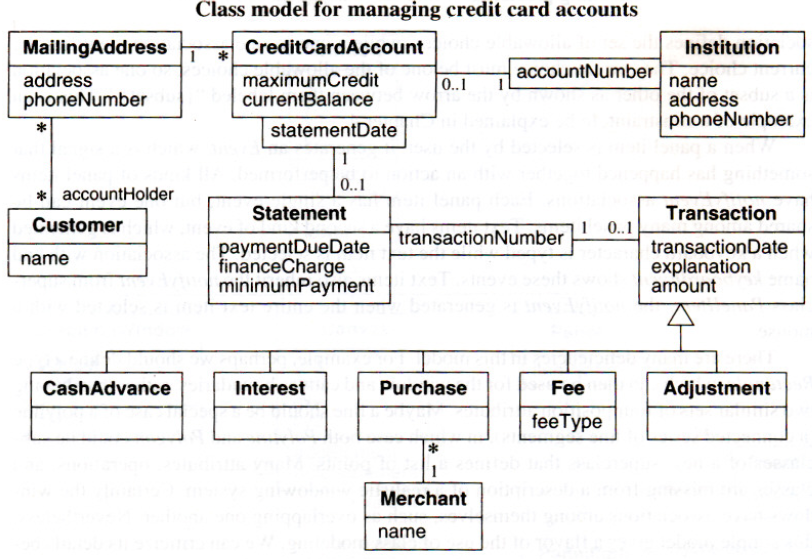 Class model for managing credit card accounts
MailingAddress
address
phoneNumber
1
*
CreditCardAccount
maximumCredit
currentBalance
statementDate
0..1
1
accountNumber
Institution
name
address
phoneNumber
*
*
accountHolder
Customer
name
1
0..1
Statement
paymentDueDate
financeCharge
minimumPayment
transactionNumber
1
0..1
Transaction
transactionDate
explanation
amount
CashAdvance
Interest
Purchase
Fee
feeType
Adjustment
*
1
Merchant
name